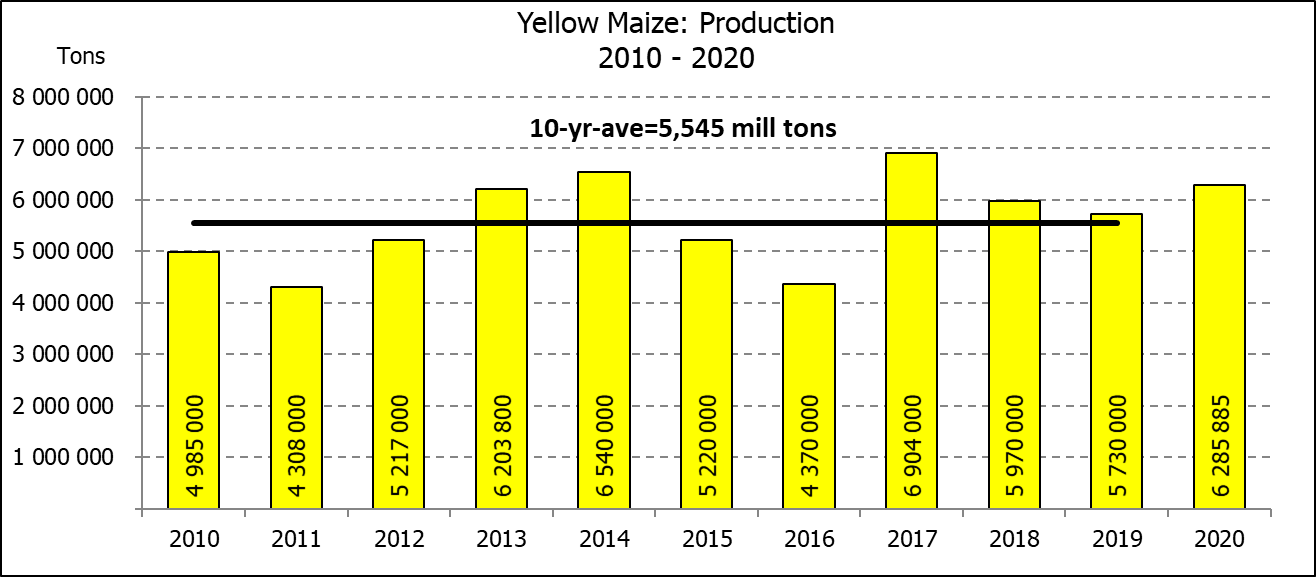 Yellow Maize: Production
2010 - 2020
Tons
8 000 000
10-yr-ave=5,545 mill tons
7 000 000
6 000 000
5 000 000
4 000 000
3 000 000
2 000 000
1 000 000
4 985 000
4 308 000
5 217 000
6 203 800
6 540 000
5 220 000
4 370 000
6 904 000
5 970 000
5 730 000
6 285 885
2010 2011 2012 2013 2014 2015 2016 2017 2018 2019 2020